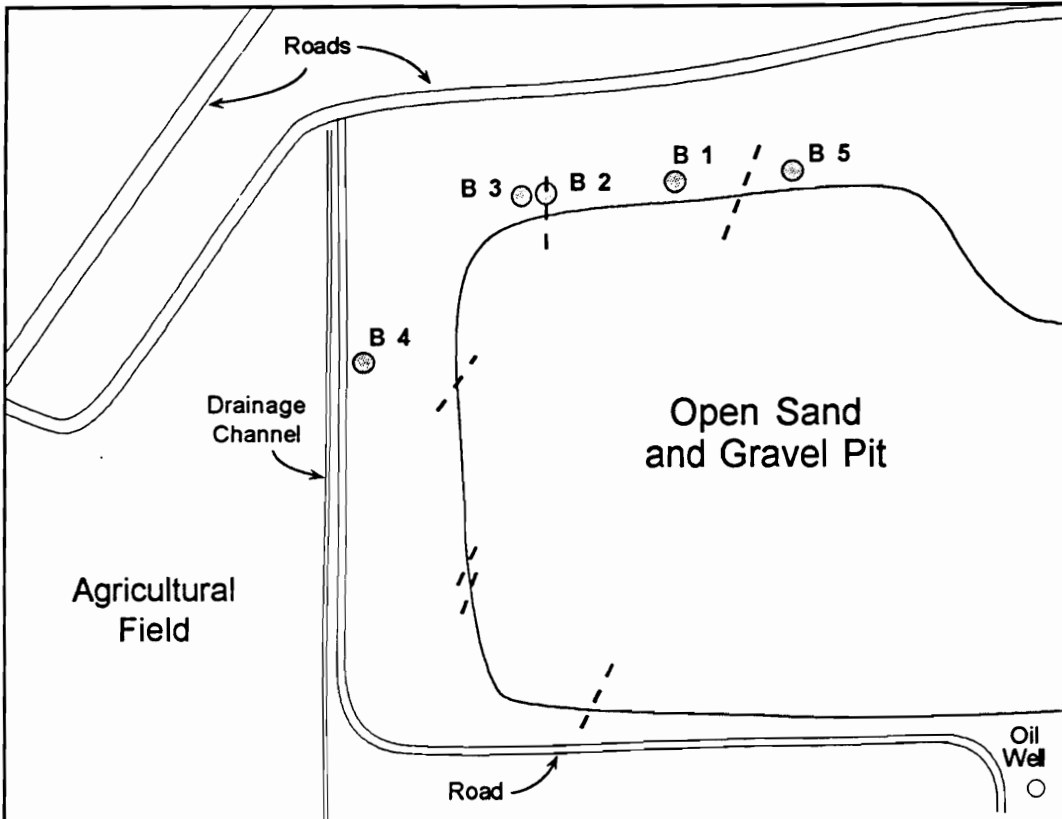 Roads
B 1
B 5
B 3
B 2
B 4
Drainage
Channel
Open Sand
and Gravel Pit
Agricultural
Field
Road
Oil
Well